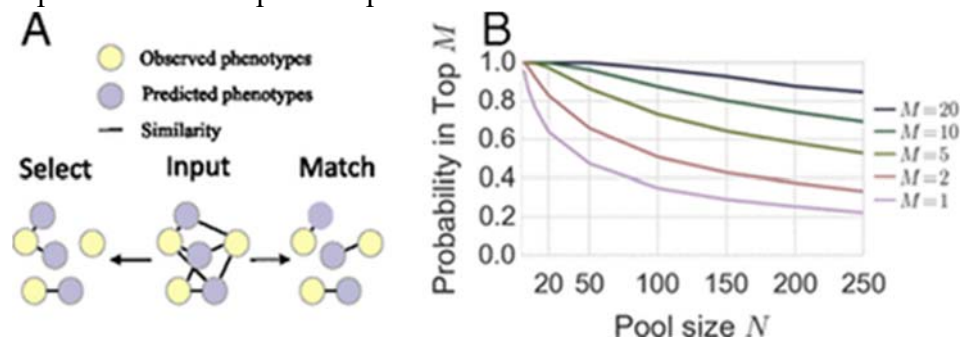 A
Observed phenotypes
Predicted phenotypes
Similarity
Select Input Match
B
Probability in Top M
1.0
0.8
0.6
0.4
0.2
0.0
20 50 100 150 200 250
Pool size N
M=20
M=10
M=5
M=2
M=1